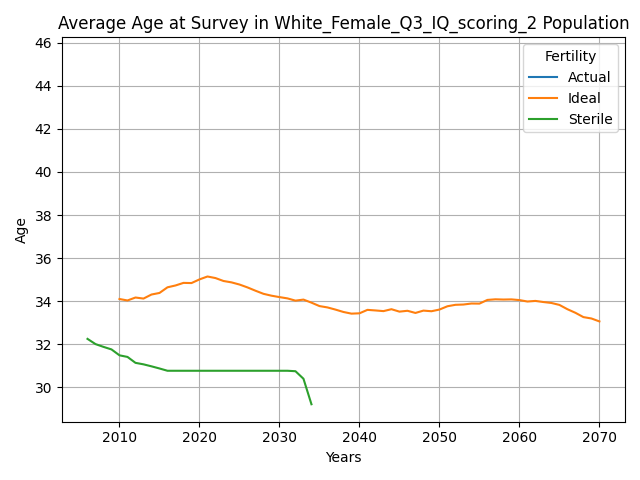 Average Age at Survey in White_Female_Q3_IQ_scoring_2 Population
46
44
42
40
38
36
34
32
30
Age
Fertility
Actual
Ideal
Sterile
2010 2020 2030 2040 2050 2060 2070
Years